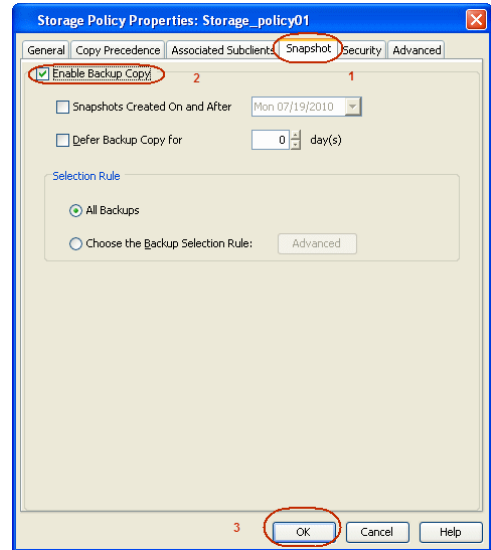 Storage Policy Properties: Storage_policy01
General Copy Precedence Associated Subclients Snapshot Security Advanced
Enable Backup Copy
2 1
Snapshots Created On and After Mon 07/19/2010
Defer Backup Copy for 0 day(s)
Selection Rule
All Backups
Choose the Backup Selection Rule: Advanced
3 OK Cancel Help